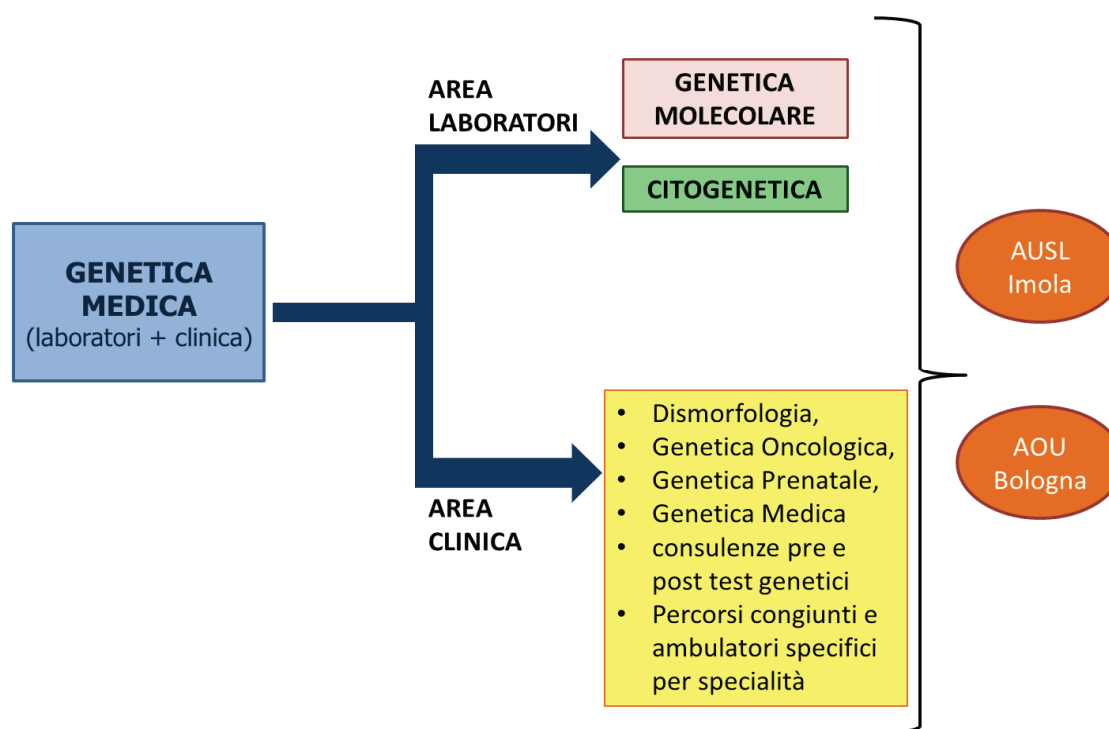 GENETICA
MEDICA
(laboratori + clinica)
AREA
LABORATORI
GENETICA
MOLECOLARE
CITOGENETICA
AREA
CLINICA
• Dismorfologia,
• Genetica Oncologica,
• Genetica Prenatale,
• Genetica Medica
• consulenze pre e
post test genetici
• Percorsi congiunti e
ambulatori specifici
per specialità
AUSL
Imola
AOU
Bologna